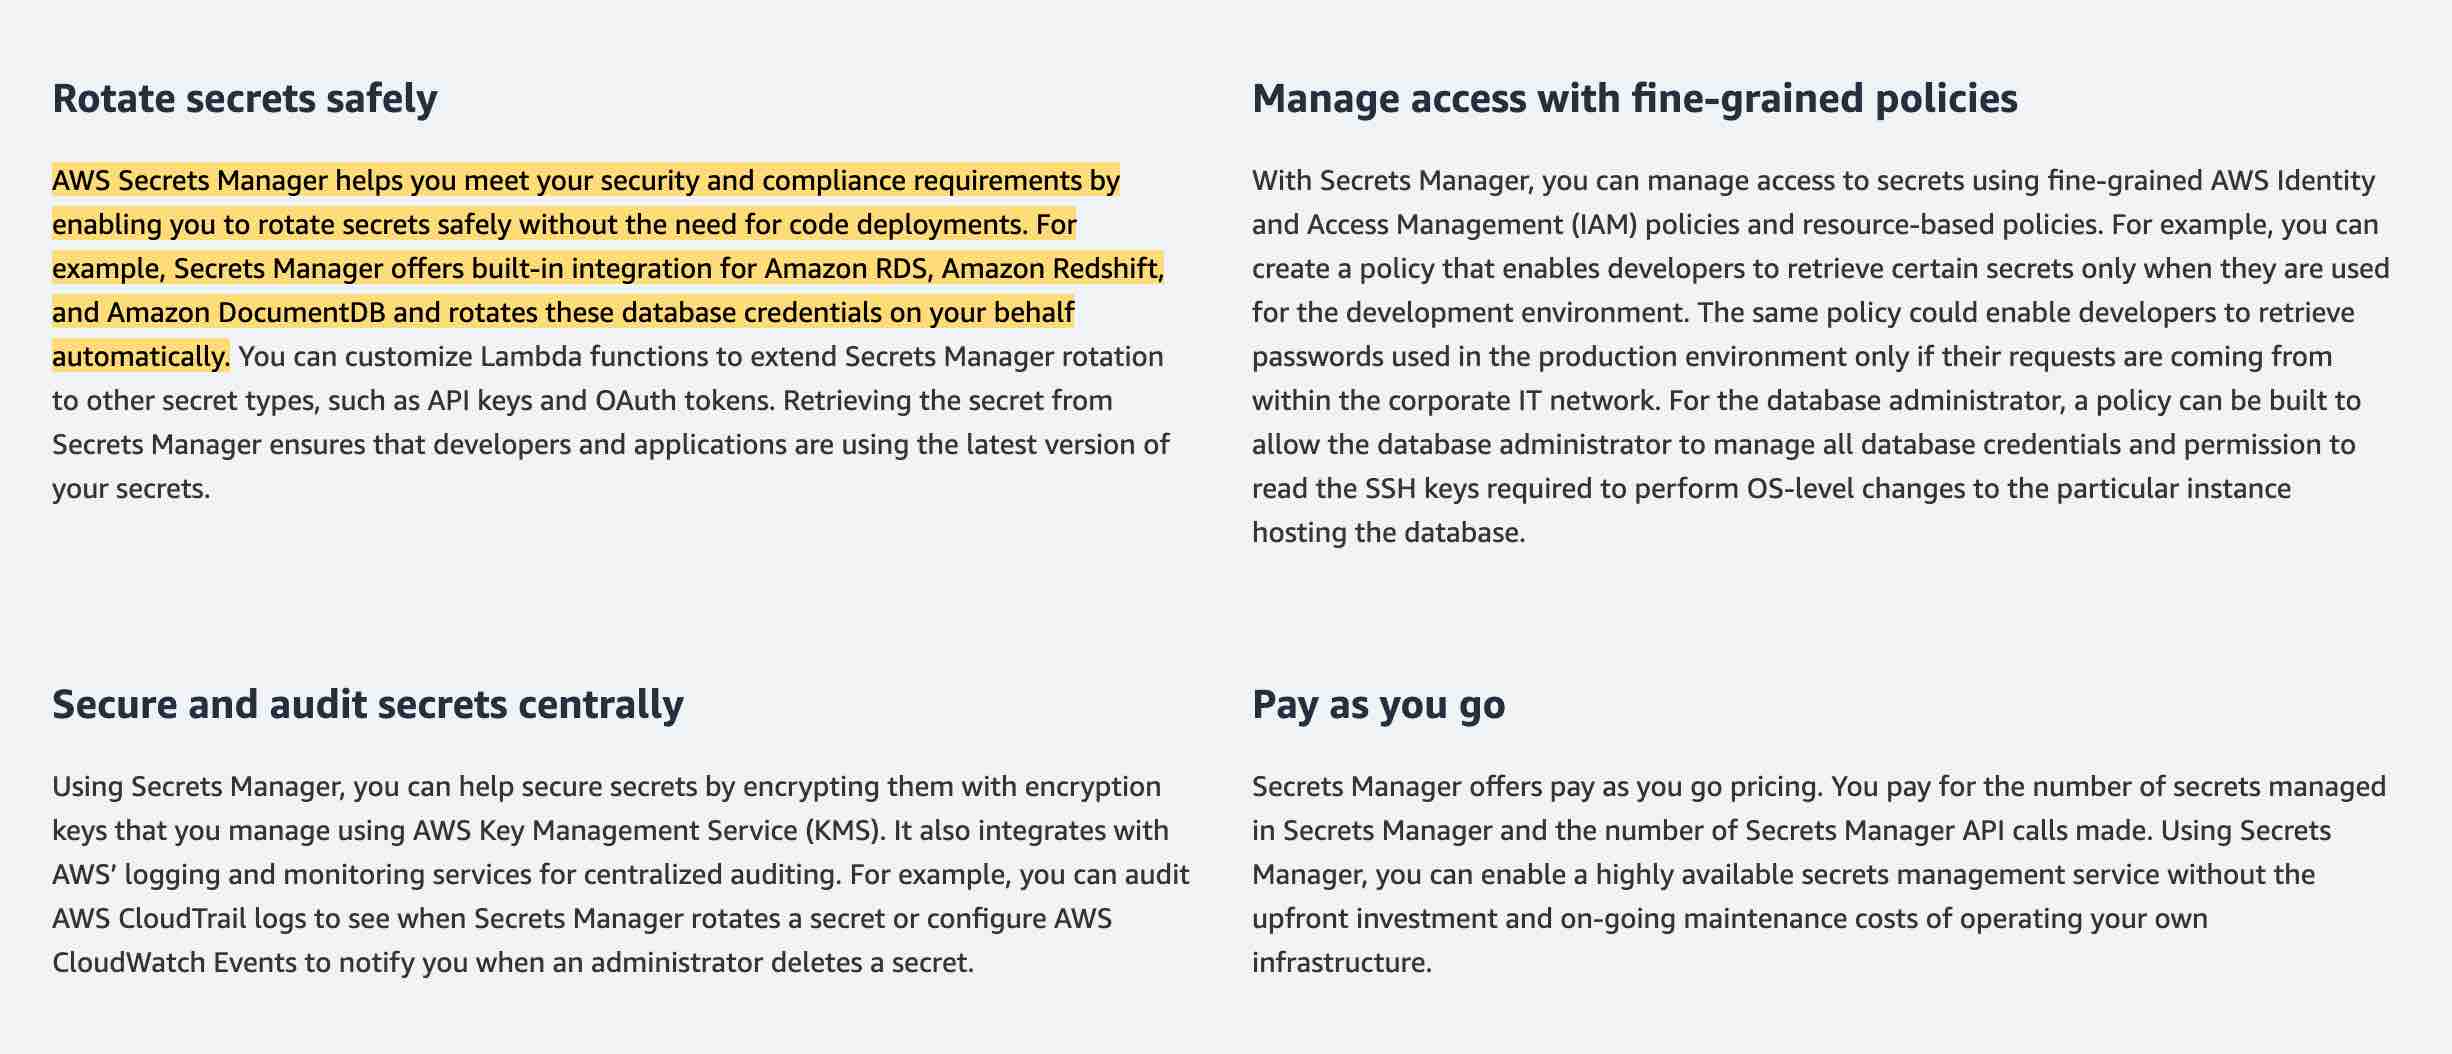 Rotate secrets safely
AWS Secrets Manager helps you meet your security and compliance requirements by
enabling you to rotate secrets safely without the need for code deployments. For
example, Secrets Manager offers built-in integration for Amazon RDS, Amazon Redshift,
and Amazon DocumentDB and rotates these database credentials on your behalf
automatically. You can customize Lambda functions to extend Secrets Manager rotation
to other secret types, such as API keys and OAuth tokens. Retrieving the secret from
Secrets Manager ensures that developers and applications are using the latest version of
your secrets.
Manage access with fine-grained policies
With Secrets Manager, you can manage access to secrets using fine-grained AWS Identity
and Access Management (IAM) policies and resource-based policies. For example, you can
create a policy that enables developers to retrieve certain secrets only when they are used
for the development environment. The same policy could enable developers to retrieve
passwords used in the production environment only if their requests are coming from
within the corporate IT network. For the database administrator, a policy can be built to
allow the database administrator to manage all database credentials and permission to
read the SSH keys required to perform OS-level changes to the particular instance
hosting the database.
Secure and audit secrets centrally
Using Secrets Manager, you can help secure secrets by encrypting them with encryption
keys that you manage using AWS Key Management Service (KMS). It also integrates with
AWS’ logging and monitoring services for centralized auditing. For example, you can audit
AWS CloudTrail logs to see when Secrets Manager rotates a secret or configure AWS
CloudWatch Events to notify you when an administrator deletes a secret.
Pay as you go
Secrets Manager offers pay as you go pricing. You pay for the number of secrets managed
in Secrets Manager and the number of Secrets Manager API calls made. Using Secrets
Manager, you can enable a highly available secrets management service without the
upfront investment and on-going maintenance costs of operating your own
infrastructure.